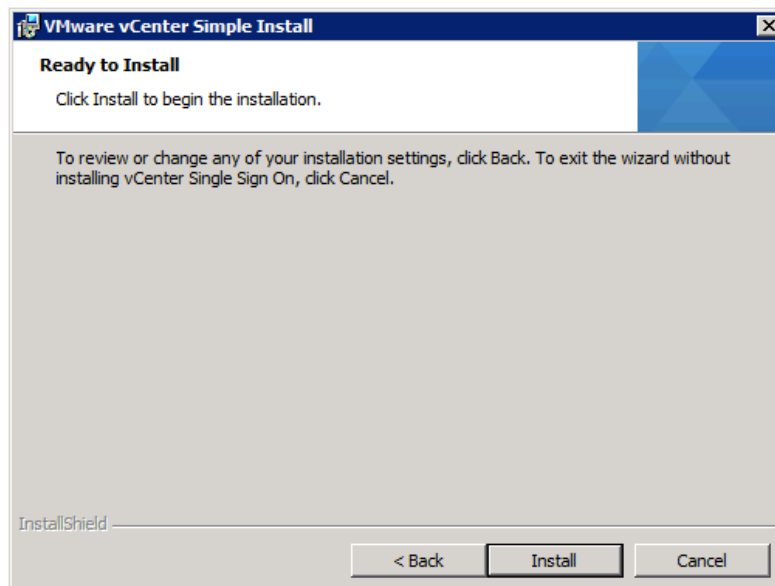 VMware vCenter Simple Install
Ready to Install
Click Install to begin the installation.
To review or change any of your installation settings, click Back. To exit the wizard without
installing vCenter Single Sign On, click Cancel.
InstallShield
< Back
Install
Cancel